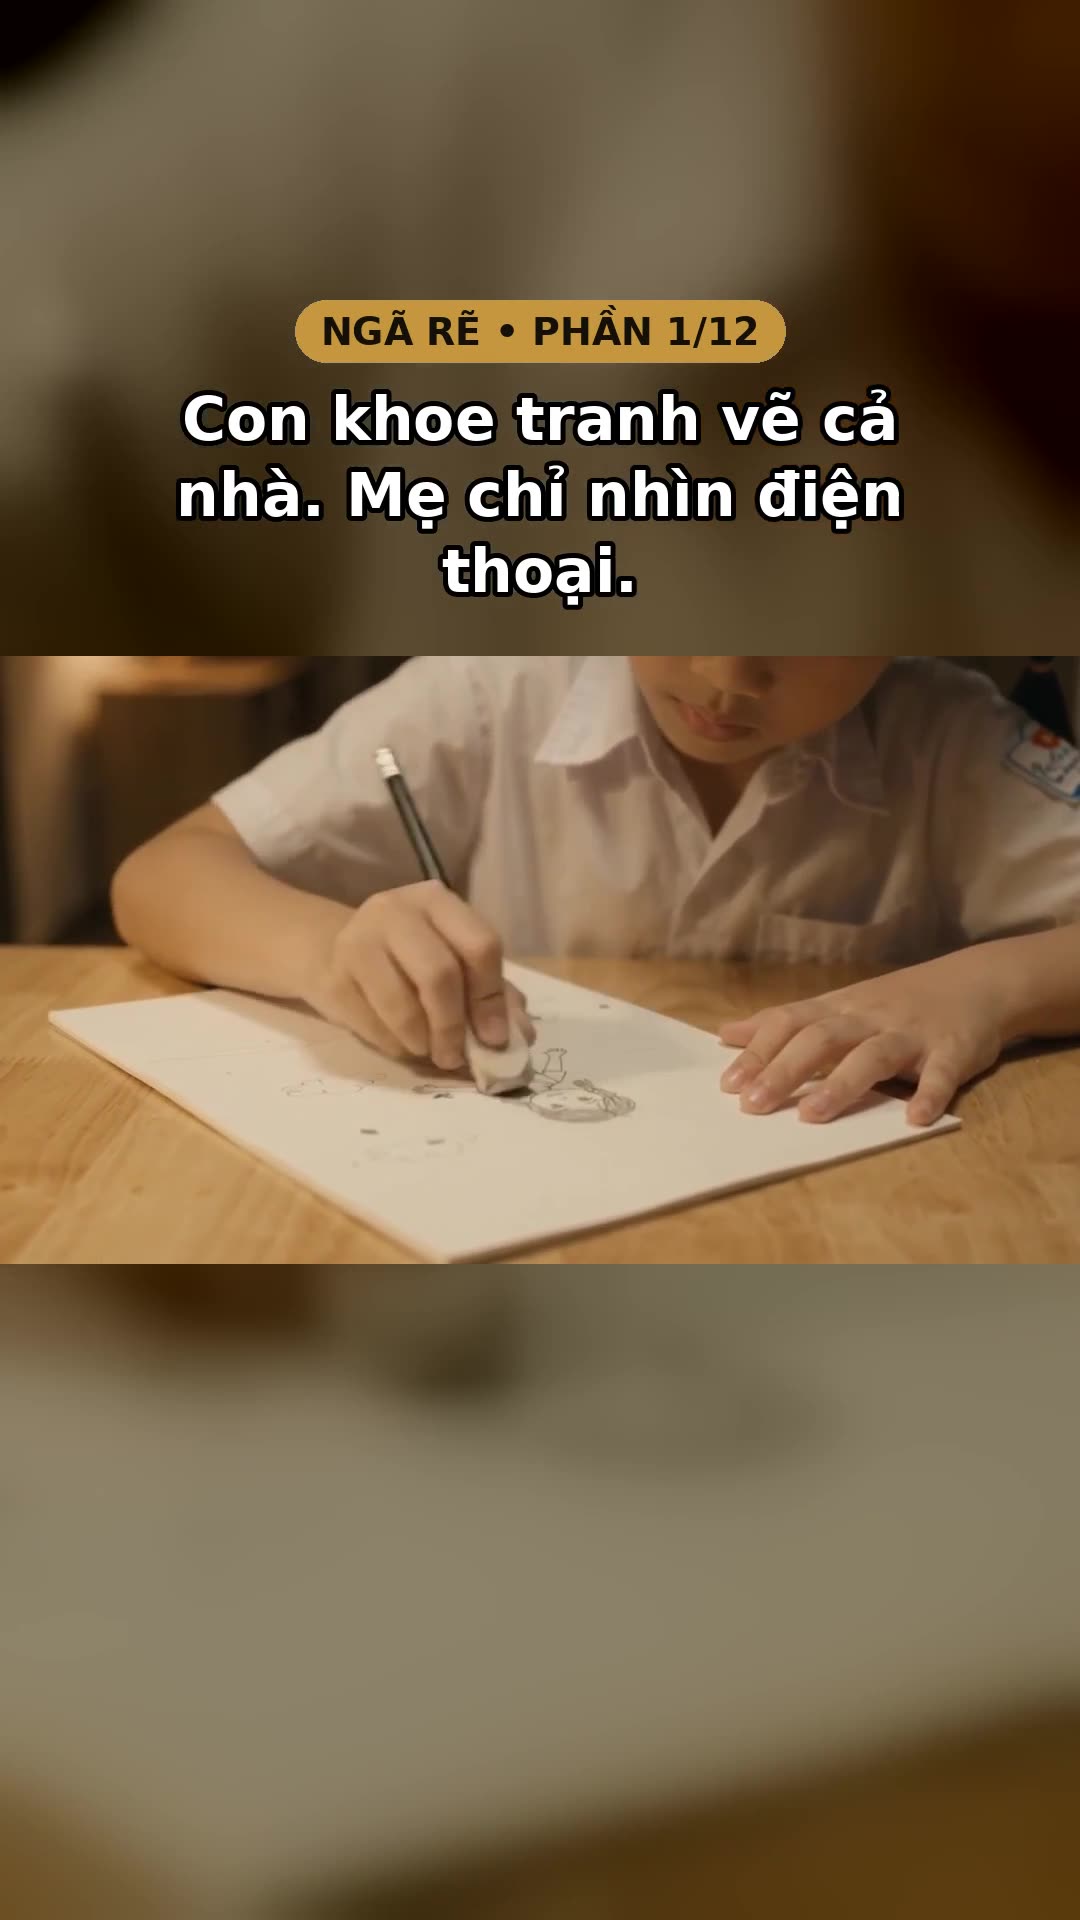 NGÃ RẼ • PHẦN 1/12
Con khoe tranh vẽ cả
nhà. Mẹ chỉ nhìn điện
thoại.